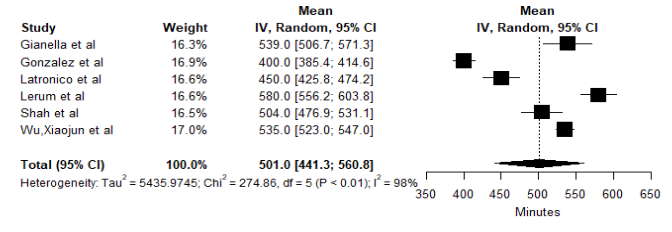 Mean Mean
Study Weight IV, Random, 95% CI IV, Random, 95% CI
Gianella et al 16.3% 539.0 [506.7; 571.3]
Gonzalez et al 16.9% 400.0 [385.4; 414.6]
Latronico et al 16.6% 450.0 [425.8; 474.2]
Lerum et al 16.6% 580.0 [556.2; 603.8]
Shah et al 16.5% 504.0 [476.9; 531.1]
Wu,Xiaojun et al 17.0% 535.0 [523.0; 547.0]
Total (95% CI) 100.0% 501.0 [441.3; 560.8]
Heterogeneity: Tau² = 5435.9745; Chi² = 274.86, df = 5 (P < 0.01); I² = 98%
350 400 450 500 550 600 650
Minutes